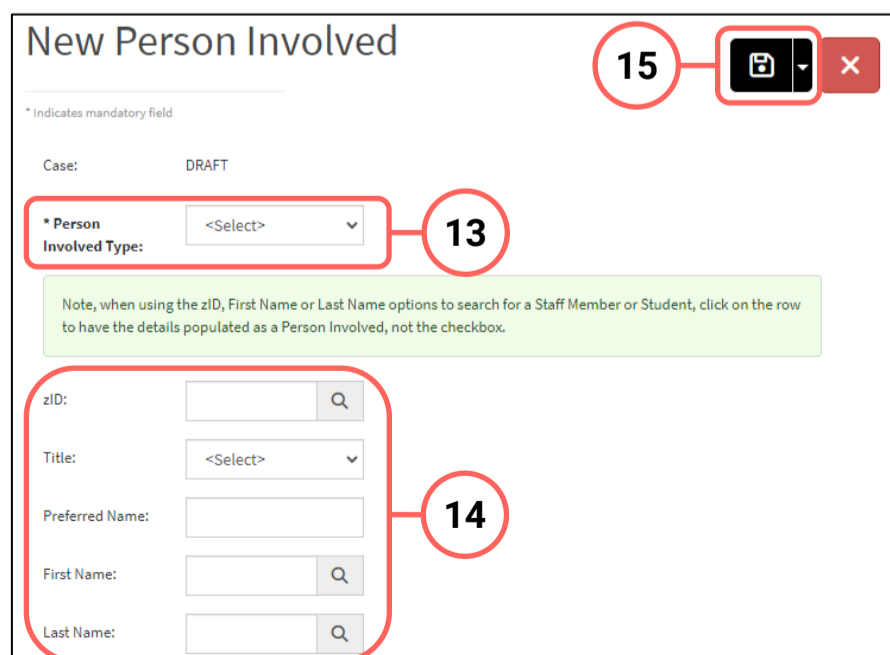 New Person Involved
15
* Indicates mandatory field
Case: DRAFT
* Person
Involved Type:
<Select>
13
Note, when using the zID, First Name or Last Name options to search for a Staff Member or Student, click on the row
to have the details populated as a Person Involved, not the checkbox.
zID:
Title: <Select>
Preferred Name:
14
First Name:
Last Name: